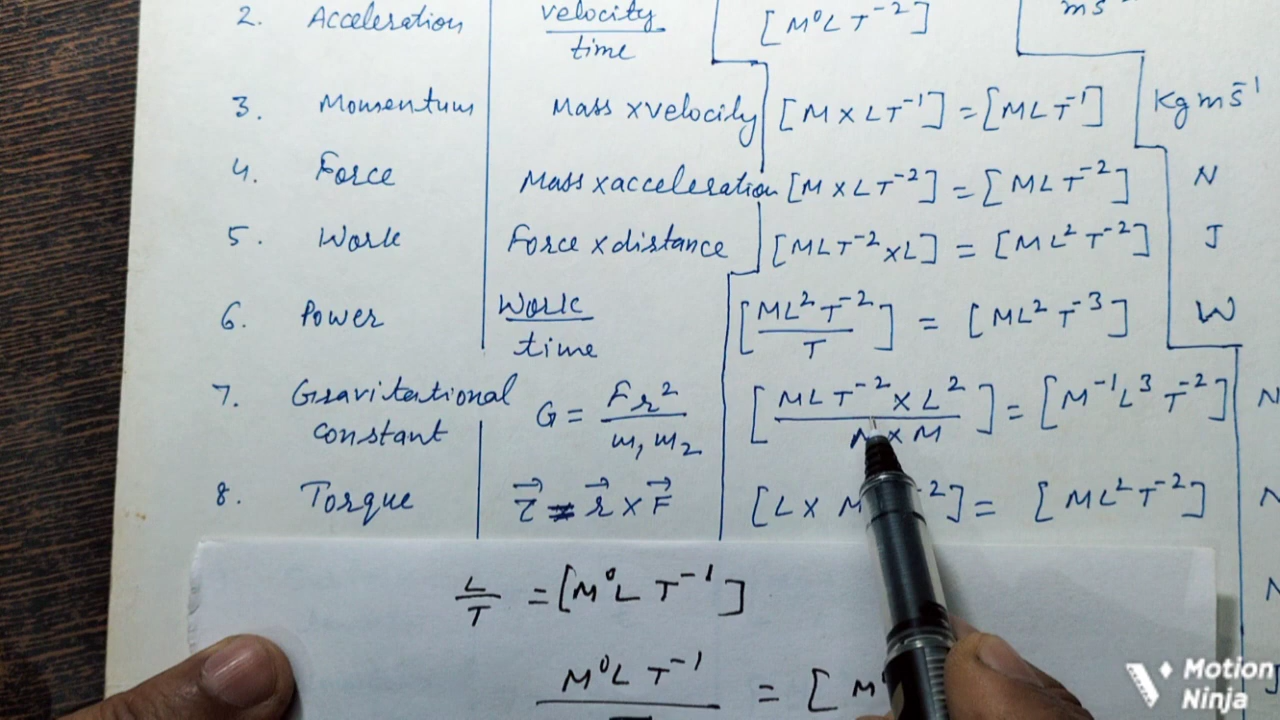 2. Acceleration velocity/time [M⁰LT⁻²] ms⁻
3. Momentum Mass x velocity [M x LT⁻¹] = [MLT⁻¹] Kgms⁻¹
4. Force Mass x acceleration [M x LT⁻²] = [MLT⁻²] N
5. Work Force x distance [MLT⁻² x L] = [ML²T⁻²] J
6. Power Work/time [ML²T⁻²/T] = [ML²T⁻³] W
7. Gravitational constant G = Fr²/m₁m₂ [MLT⁻² x L²/M x M] = [M⁻¹L³T⁻²] N
8. Torque τ⃗ = r⃗ x F⃗ [L x M ⁻²] = [ML²T⁻²] N
L/T = [M⁰LT⁻¹]
M⁰LT⁻¹ = [M⁰
J
Motion
Ninja